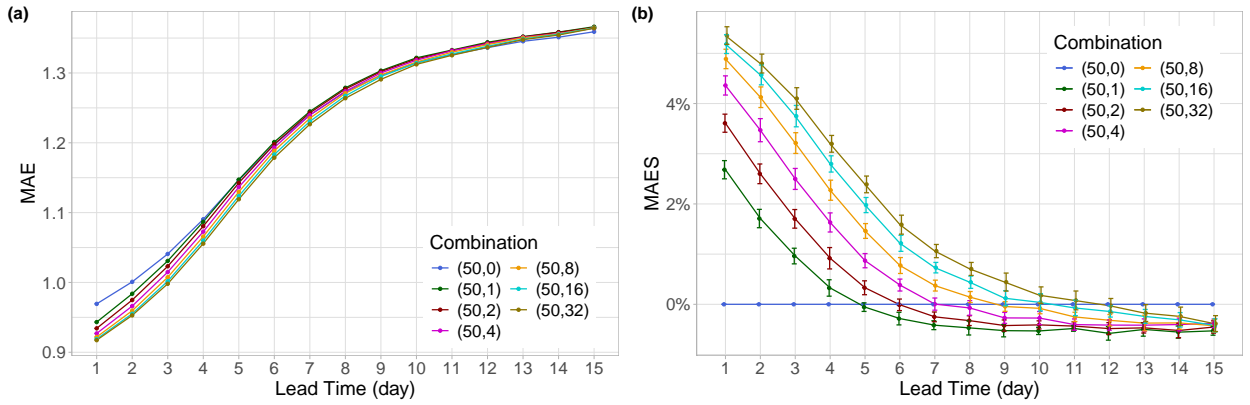 (a)
MAE
1.3
1.2
1.1
1.0
0.9
Combination
(50,0) (50,8)
(50,1) (50,16)
(50,2) (50,32)
(50,4)
1 2 3 4 5 6 7 8 9 10 11 12 13 14 15
Lead Time (day)
(b)
MAES
4%
2%
0%
Combination
(50,0) (50,8)
(50,1) (50,16)
(50,2) (50,32)
(50,4)
1 2 3 4 5 6 7 8 9 10 11 12 13 14 15
Lead Time (day)